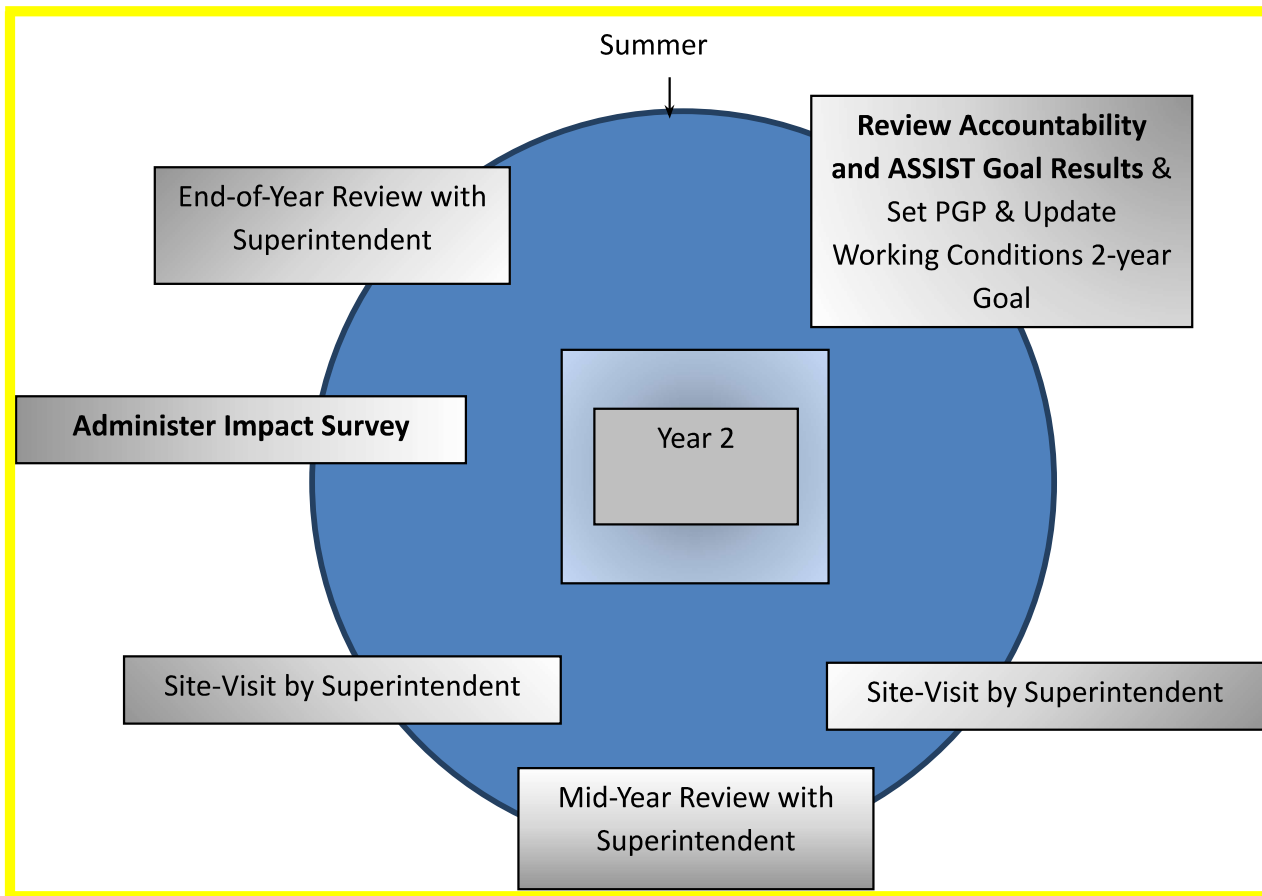 Summer
Review Accountability
and ASSIST Goal Results &
Set PGP & Update
Working Conditions 2-year
Goal
End-of-Year Review with
Superintendent
Administer Impact Survey
Year 2
Site-Visit by Superintendent
Site-Visit by Superintendent
Mid-Year Review with
Superintendent